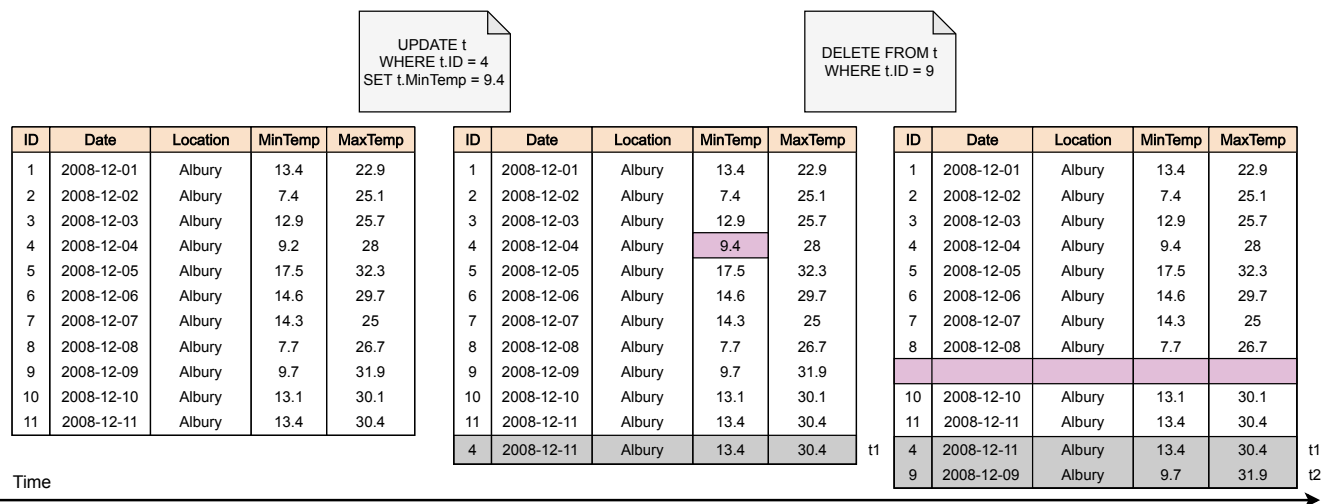 UPDATE t
WHERE t.ID = 4
SET t.MinTemp = 9.4
DELETE FROM t
WHERE t.ID = 9
ID Date Location MinTemp MaxTemp
1 2008-12-01 Albury 13.4 22.9
2 2008-12-02 Albury 7.4 25.1
3 2008-12-03 Albury 12.9 25.7
4 2008-12-04 Albury 9.2 28
5 2008-12-05 Albury 17.5 32.3
6 2008-12-06 Albury 14.6 29.7
7 2008-12-07 Albury 14.3 25
8 2008-12-08 Albury 7.7 26.7
9 2008-12-09 Albury 9.7 31.9
10 2008-12-10 Albury 13.1 30.1
11 2008-12-11 Albury 13.4 30.4
ID Date Location MinTemp MaxTemp
1 2008-12-01 Albury 13.4 22.9
2 2008-12-02 Albury 7.4 25.1
3 2008-12-03 Albury 12.9 25.7
4 2008-12-04 Albury 9.4 28
5 2008-12-05 Albury 17.5 32.3
6 2008-12-06 Albury 14.6 29.7
7 2008-12-07 Albury 14.3 25
8 2008-12-08 Albury 7.7 26.7
9 2008-12-09 Albury 9.7 31.9
10 2008-12-10 Albury 13.1 30.1
11 2008-12-11 Albury 13.4 30.4
4 2008-12-11 Albury 13.4 30.4 t1
ID Date Location MinTemp MaxTemp
1 2008-12-01 Albury 13.4 22.9
2 2008-12-02 Albury 7.4 25.1
3 2008-12-03 Albury 12.9 25.7
4 2008-12-04 Albury 9.4 28
5 2008-12-05 Albury 17.5 32.3
6 2008-12-06 Albury 14.6 29.7
7 2008-12-07 Albury 14.3 25
8 2008-12-08 Albury 7.7 26.7
10 2008-12-10 Albury 13.1 30.1
11 2008-12-11 Albury 13.4 30.4
4 2008-12-11 Albury 13.4 30.4 t1
9 2008-12-09 Albury 9.7 31.9 t2
Time